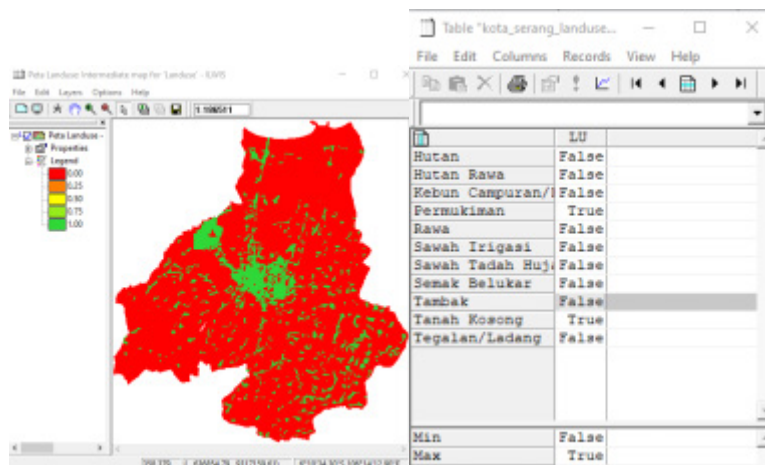 Peta Landuse: Intermediate map for 'Landuse' - ILWIS
File Edit Layers Options Help
Peta Landuse -
Properties
Legend
0.00
0.25
0.50
0.75
1.00
Table "kota_serang_landuse...
File Edit Columns Records View Help
LU
Hutan False
Hutan Rawa False
Kebun Campuran/ False
Permukiman True
Rawa False
Sawah Irigasi False
Sawah Tadah Huj False
Semak Belukar False
Tambak False
Tanah Kosong True
Tegalan/Ladang False
Min False
Max True